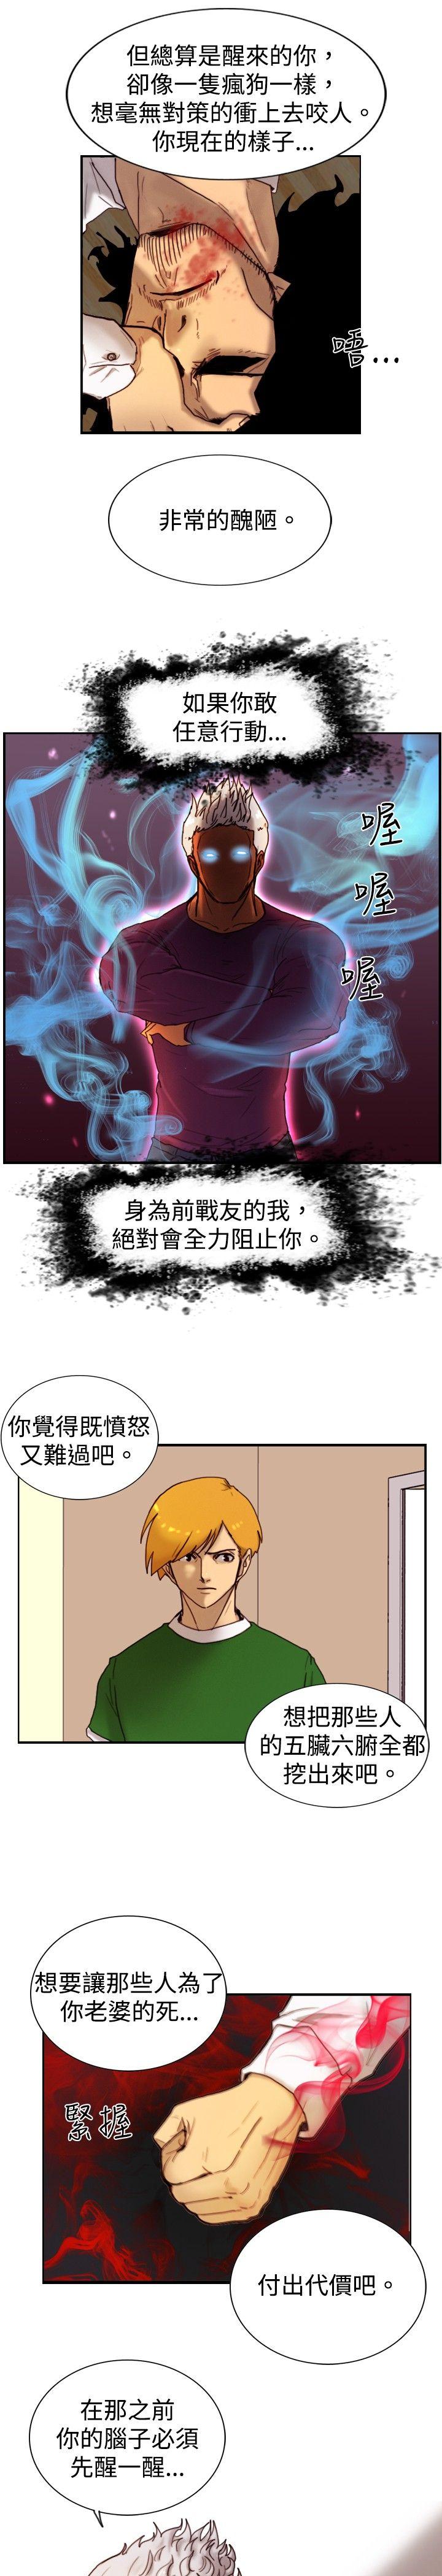 但總算是醒來的你，
卻像一隻瘋狗一樣，
想毫無對策的衝上去咬人。
你現在的樣子...
唔...
非常的醜陋。
如果你敢
任意行動...
喔
喔
喔
身為前戰友的我，
絕對會全力阻止你。
你覺得既憤怒
又難過吧。
想把那些人
的五臟六腑全都
挖出來吧。
想要讓那些人為了
你老婆的死...
緊握
付出代價吧。
在那之前
你的腦子必須
先醒一醒...